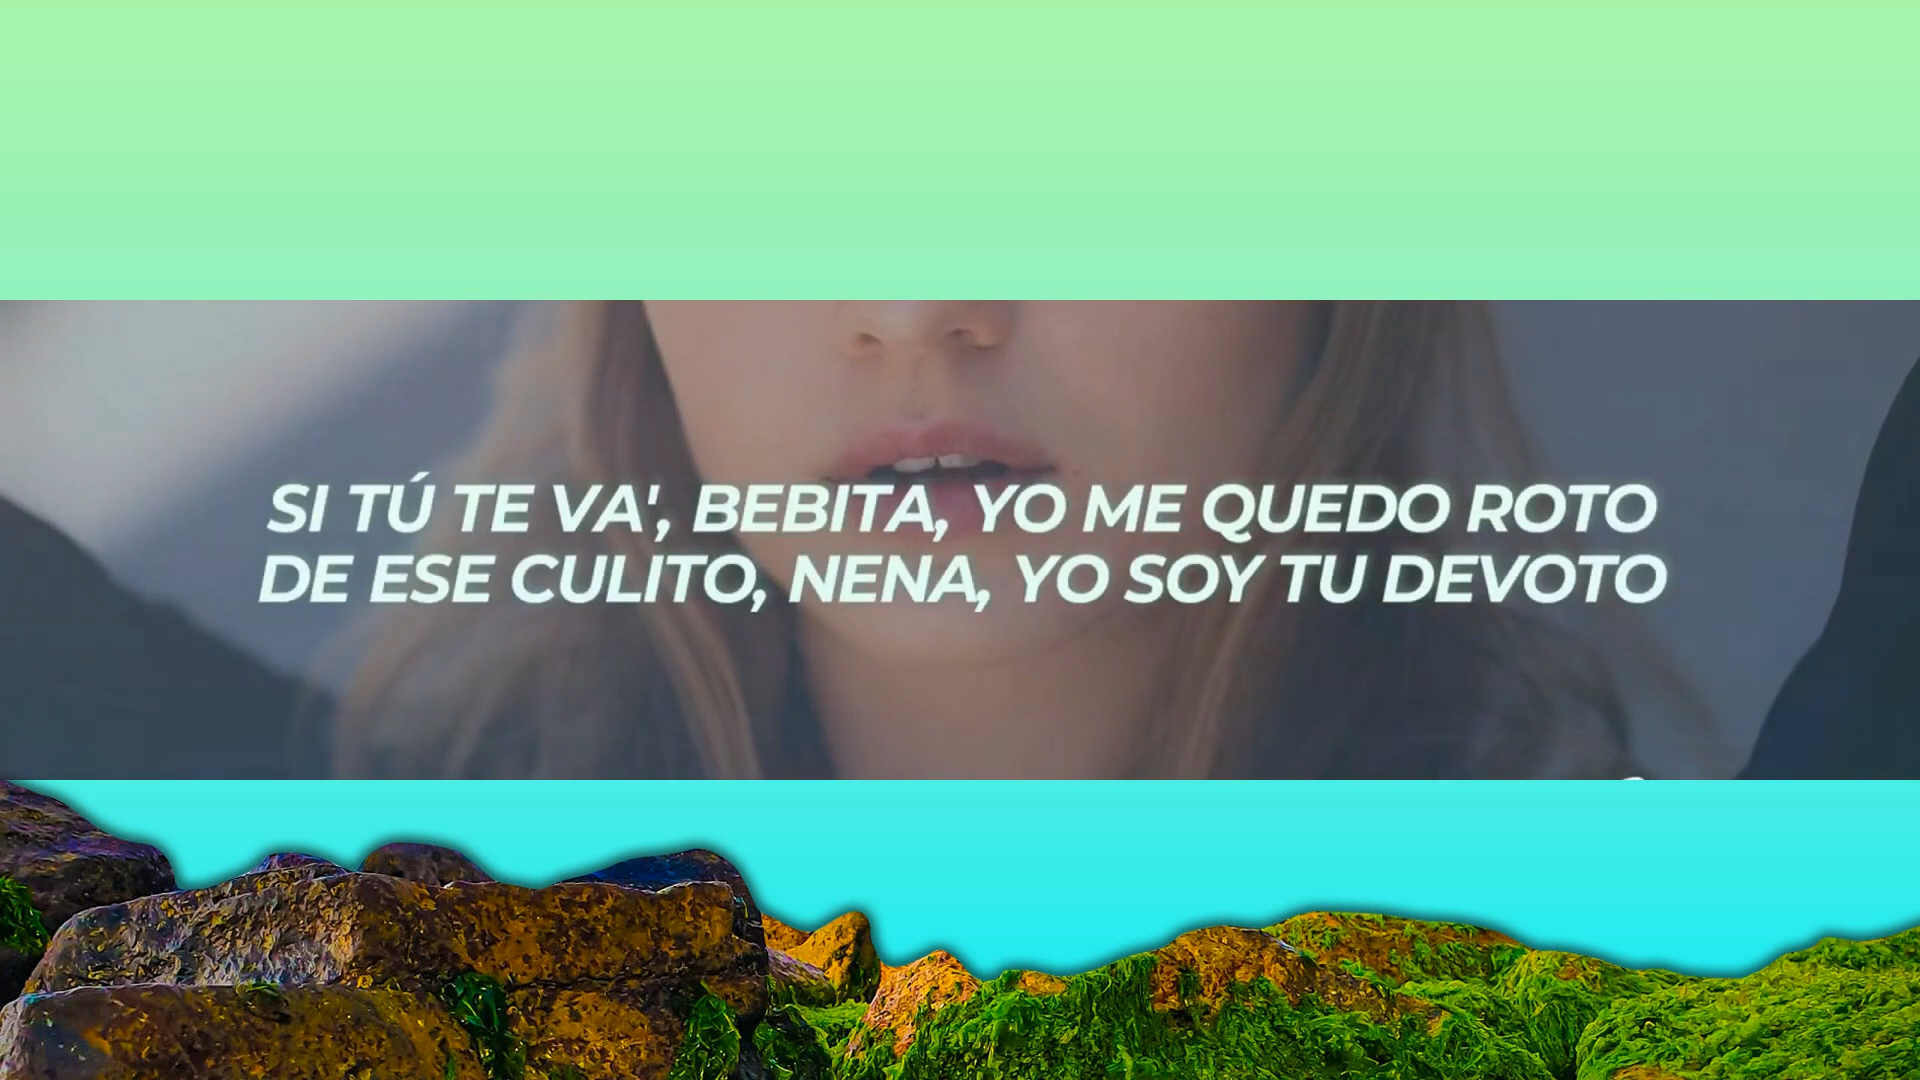 SI TÚ TE VA', BEBITA, YO ME QUEDO ROTO
DE ESE CULITO, NENA, YO SOY TU DEVOTO